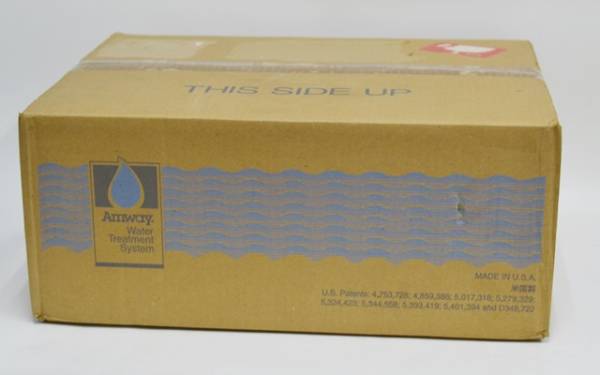 THIS SIDE UP
Amway
Water
Treatment
System
MADE IN U.S.A.
米国製
U.S. Patents: 4,753,728; 4,859,386; 5,017,318; 5,279,329;
5,324,423; 5,344,558; 5,393,419; 5,401,394 and D348,722